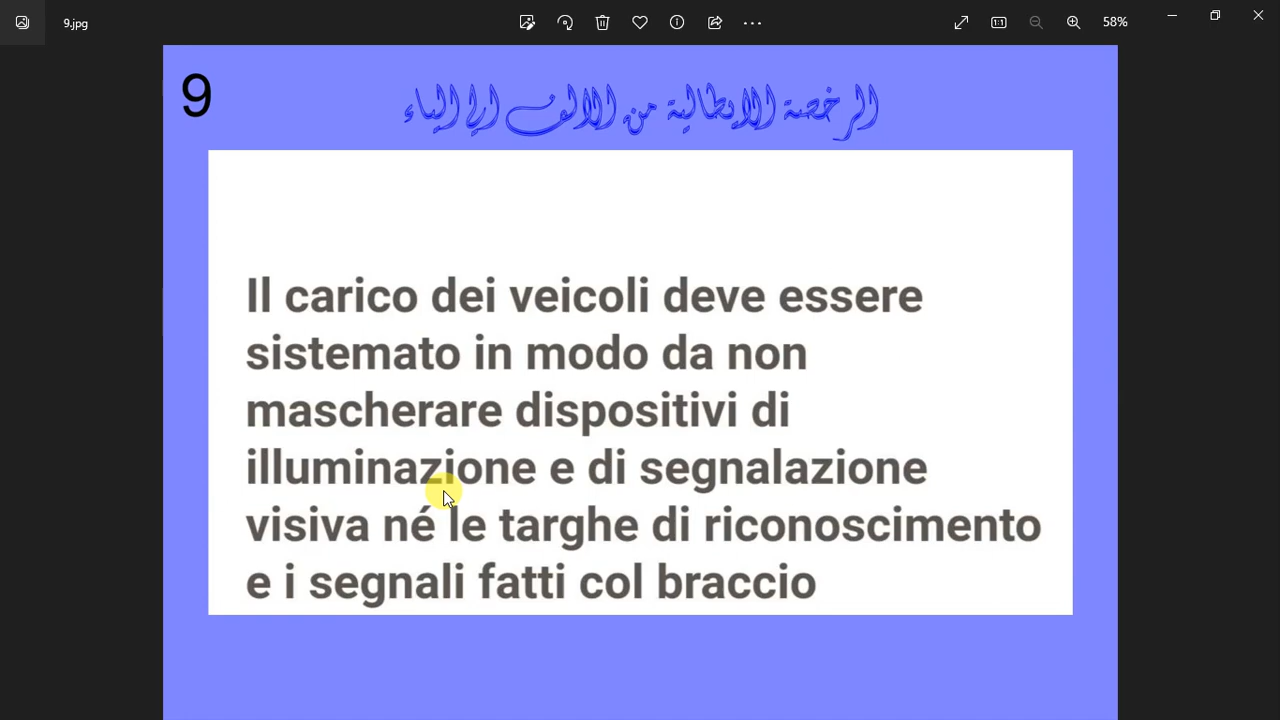 9.jpg
58%
9
الرخصة الايطالية من الالف الى الياء
Il carico dei veicoli deve essere
sistemato in modo da non
mascherare dispositivi di
illuminazione e di segnalazione
visiva né le targhe di riconoscimento
e i segnali fatti col braccio